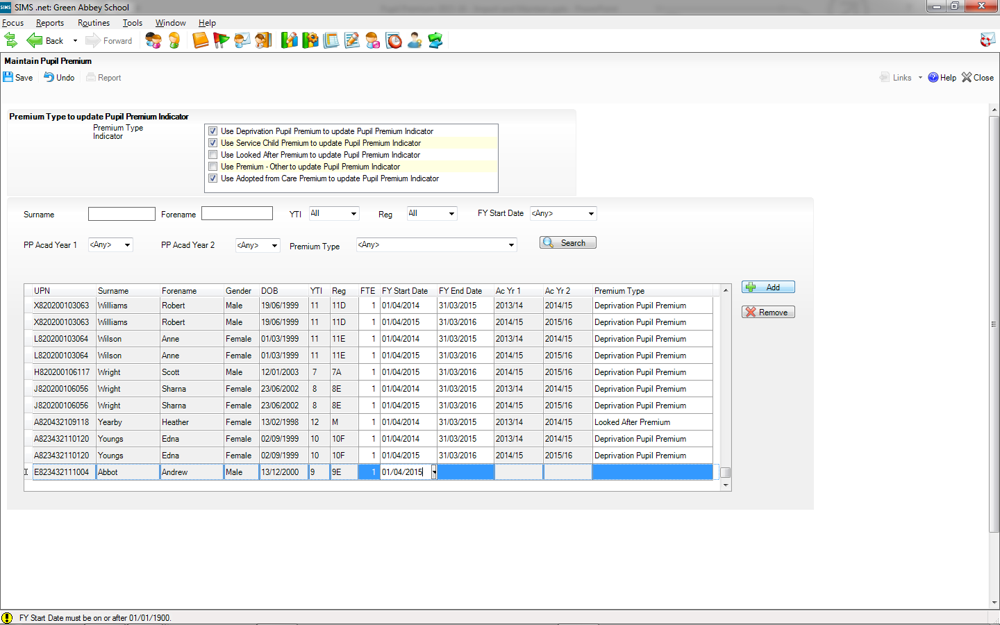 SIMS .net: Green Abbey School
Focus Reports Routines Tools Window Help
Back Forward
Maintain Pupil Premium
Save Undo Report Links Help Close
Premium Type to update Pupil Premium Indicator
Premium Type
Indicator
Use Deprivation Pupil Premium to update Pupil Premium Indicator
Use Service Child Premium to update Pupil Premium Indicator
Use Looked After Premium to update Pupil Premium Indicator
Use Premium - Other to update Pupil Premium Indicator
Use Adopted from Care Premium to update Pupil Premium Indicator
Surname Forename YTI All Reg All FY Start Date <Any>
PP Acad Year 1 <Any> PP Acad Year 2 <Any> Premium Type <Any> Search
UPN Surname Forename Gender DOB YTI Reg FTE FY Start Date FY End Date Ac Yr 1 Ac Yr 2 Premium Type
Add
X820200103063 Williams Robert Male 19/06/1999 11 11D 1 01/04/2014 31/03/2015 2013/14 2014/15 Deprivation Pupil Premium
Remove
X820200103063 Williams Robert Male 19/06/1999 11 11D 1 01/04/2015 31/03/2016 2014/15 2015/16 Deprivation Pupil Premium
L820200103064 Wilson Anne Female 01/03/1999 11 11E 1 01/04/2014 31/03/2015 2013/14 2014/15 Deprivation Pupil Premium
L820200103064 Wilson Anne Female 01/03/1999 11 11E 1 01/04/2015 31/03/2016 2014/15 2015/16 Deprivation Pupil Premium
H820200106117 Wright Scott Male 12/01/2003 7 7A 1 01/04/2015 31/03/2016 2014/15 2015/16 Deprivation Pupil Premium
J820200106056 Wright Sharna Female 23/06/2002 8 8E 1 01/04/2014 31/03/2015 2013/14 2014/15 Deprivation Pupil Premium
J820200106056 Wright Sharna Female 23/06/2002 8 8E 1 01/04/2015 31/03/2016 2014/15 2015/16 Deprivation Pupil Premium
A820432109118 Yearby Heather Female 13/02/1998 12 M 1 01/04/2014 31/03/2015 2013/14 2014/15 Looked After Premium
A823432110120 Youngs Edna Female 02/09/1999 10 10F 1 01/04/2014 31/03/2015 2013/14 2014/15 Deprivation Pupil Premium
A823432110120 Youngs Edna Female 02/09/1999 10 10F 1 01/04/2015 31/03/2016 2014/15 2015/16 Deprivation Pupil Premium
E823432111004 Abbot Andrew Male 13/12/2000 9 9E 1 01/04/2015
FY Start Date must be on or after 01/01/1900.